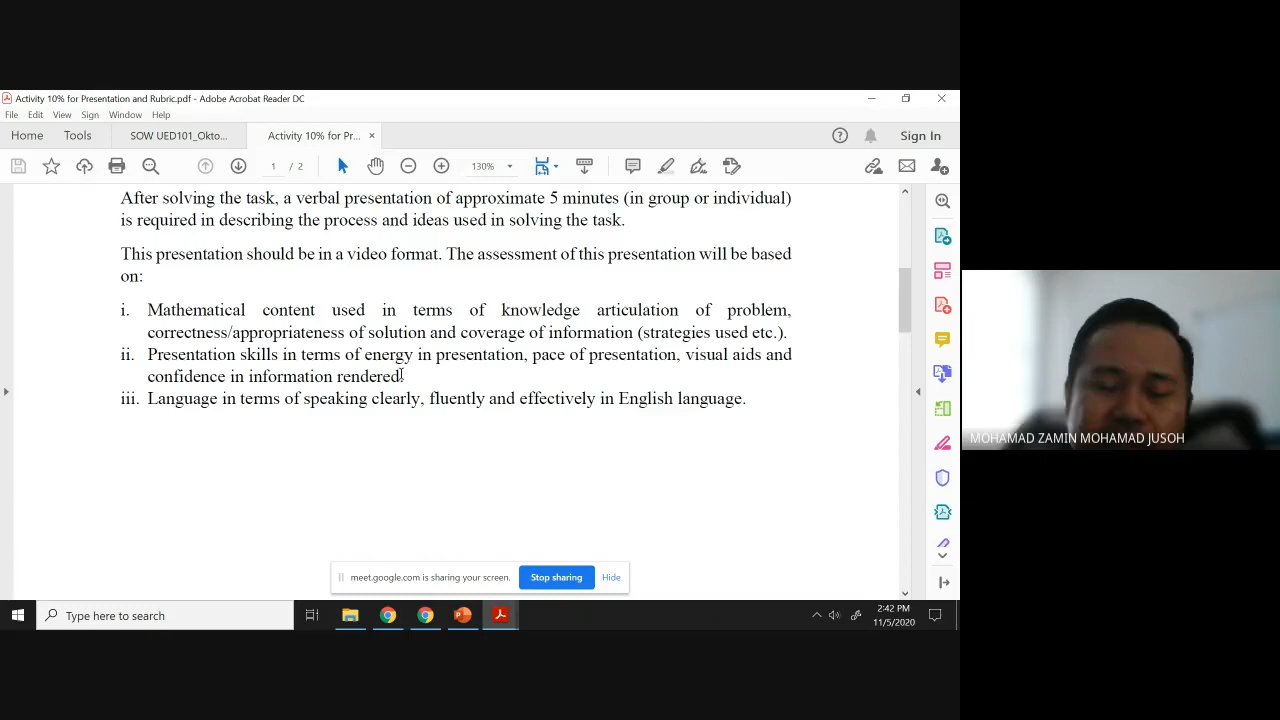 Activity 10% for Presentation and Rubric.pdf - Adobe Acrobat Reader DC
File Edit View Sign Window Help
Home Tools SOW UED101_Okto... Activity 10% for Pr... × Sign In
1 / 2 130%
After solving the task, a verbal presentation of approximate 5 minutes (in group or individual)
is required in describing the process and ideas used in solving the task.
This presentation should be in a video format. The assessment of this presentation will be based
on:
i. Mathematical content used in terms of knowledge articulation of problem,
correctness/appropriateness of solution and coverage of information (strategies used etc.).
ii. Presentation skills in terms of energy in presentation, pace of presentation, visual aids and
confidence in information rendered.
iii. Language in terms of speaking clearly, fluently and effectively in English language.
MOHAMAD ZAMIN MOHAMAD JUSOH
meet.google.com is sharing your screen. Stop sharing Hide
Type here to search
2:42 PM
11/5/2020